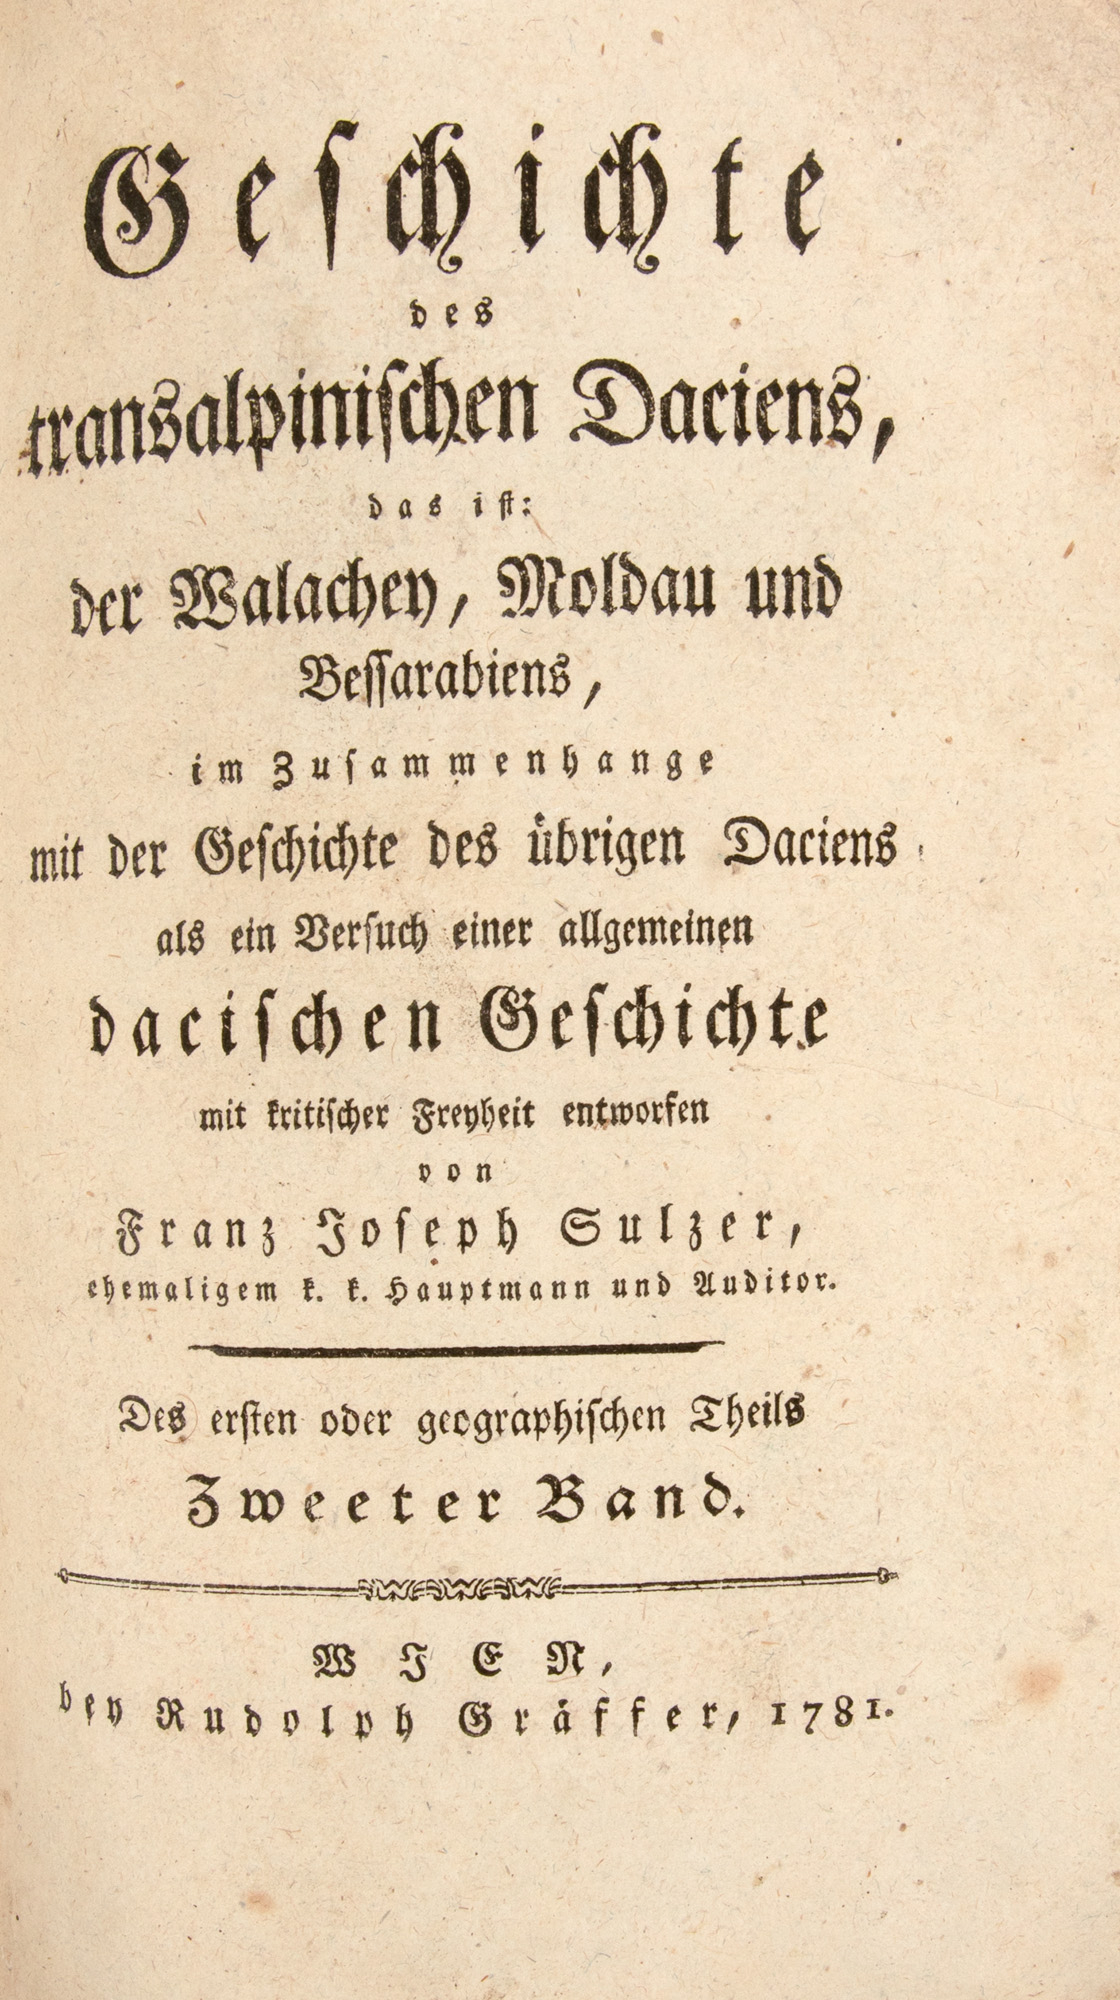 Geſchichte
des
transalpiniſchen Daciens,
das iſt:
der Walachey, Moldau und
Beſſarabiens,
im Zuſammenhange
mit der Geſchichte des übrigen Daciens
als ein Verſuch einer allgemeinen
daciſchen Geſchichte
mit kritiſcher Freyheit entworfen
von
Franz Joſeph Sulzer,
ehemaligem k. k. Hauptmann und Auditor.
Des erſten oder geographiſchen Theils
Zweeter Band.
WIEN,
bey Rudolph Gräffer, 1781.